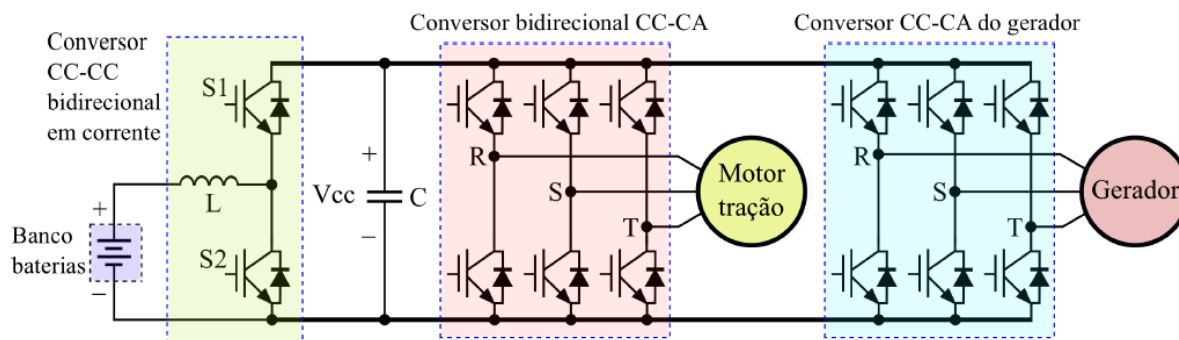 Conversor
CC-CC
bidirecional
em corrente
Conversor bidirecional CC-CA
Conversor CC-CA do gerador
S1
S2
L
+
Banco
baterias
−
+
Vcc
C
−
R
S
T
Motor
tração
R
S
T
Gerador